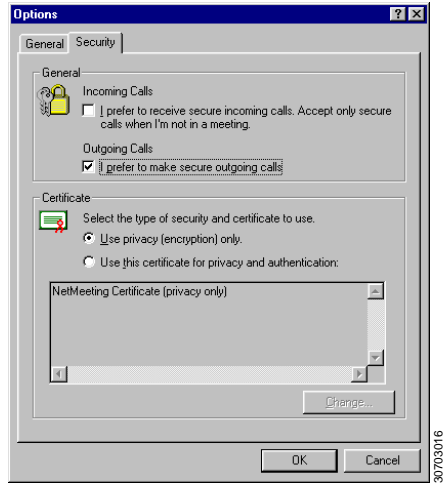 Options
General Security
General
Incoming Calls
I prefer to receive secure incoming calls. Accept only secure
calls when I'm not in a meeting.
Outgoing Calls
I prefer to make secure outgoing calls
Certificate
Select the type of security and certificate to use.
Use privacy (encryption) only.
Use this certificate for privacy and authentication:
NetMeeting Certificate (privacy only)
Change...
OK Cancel
30703016